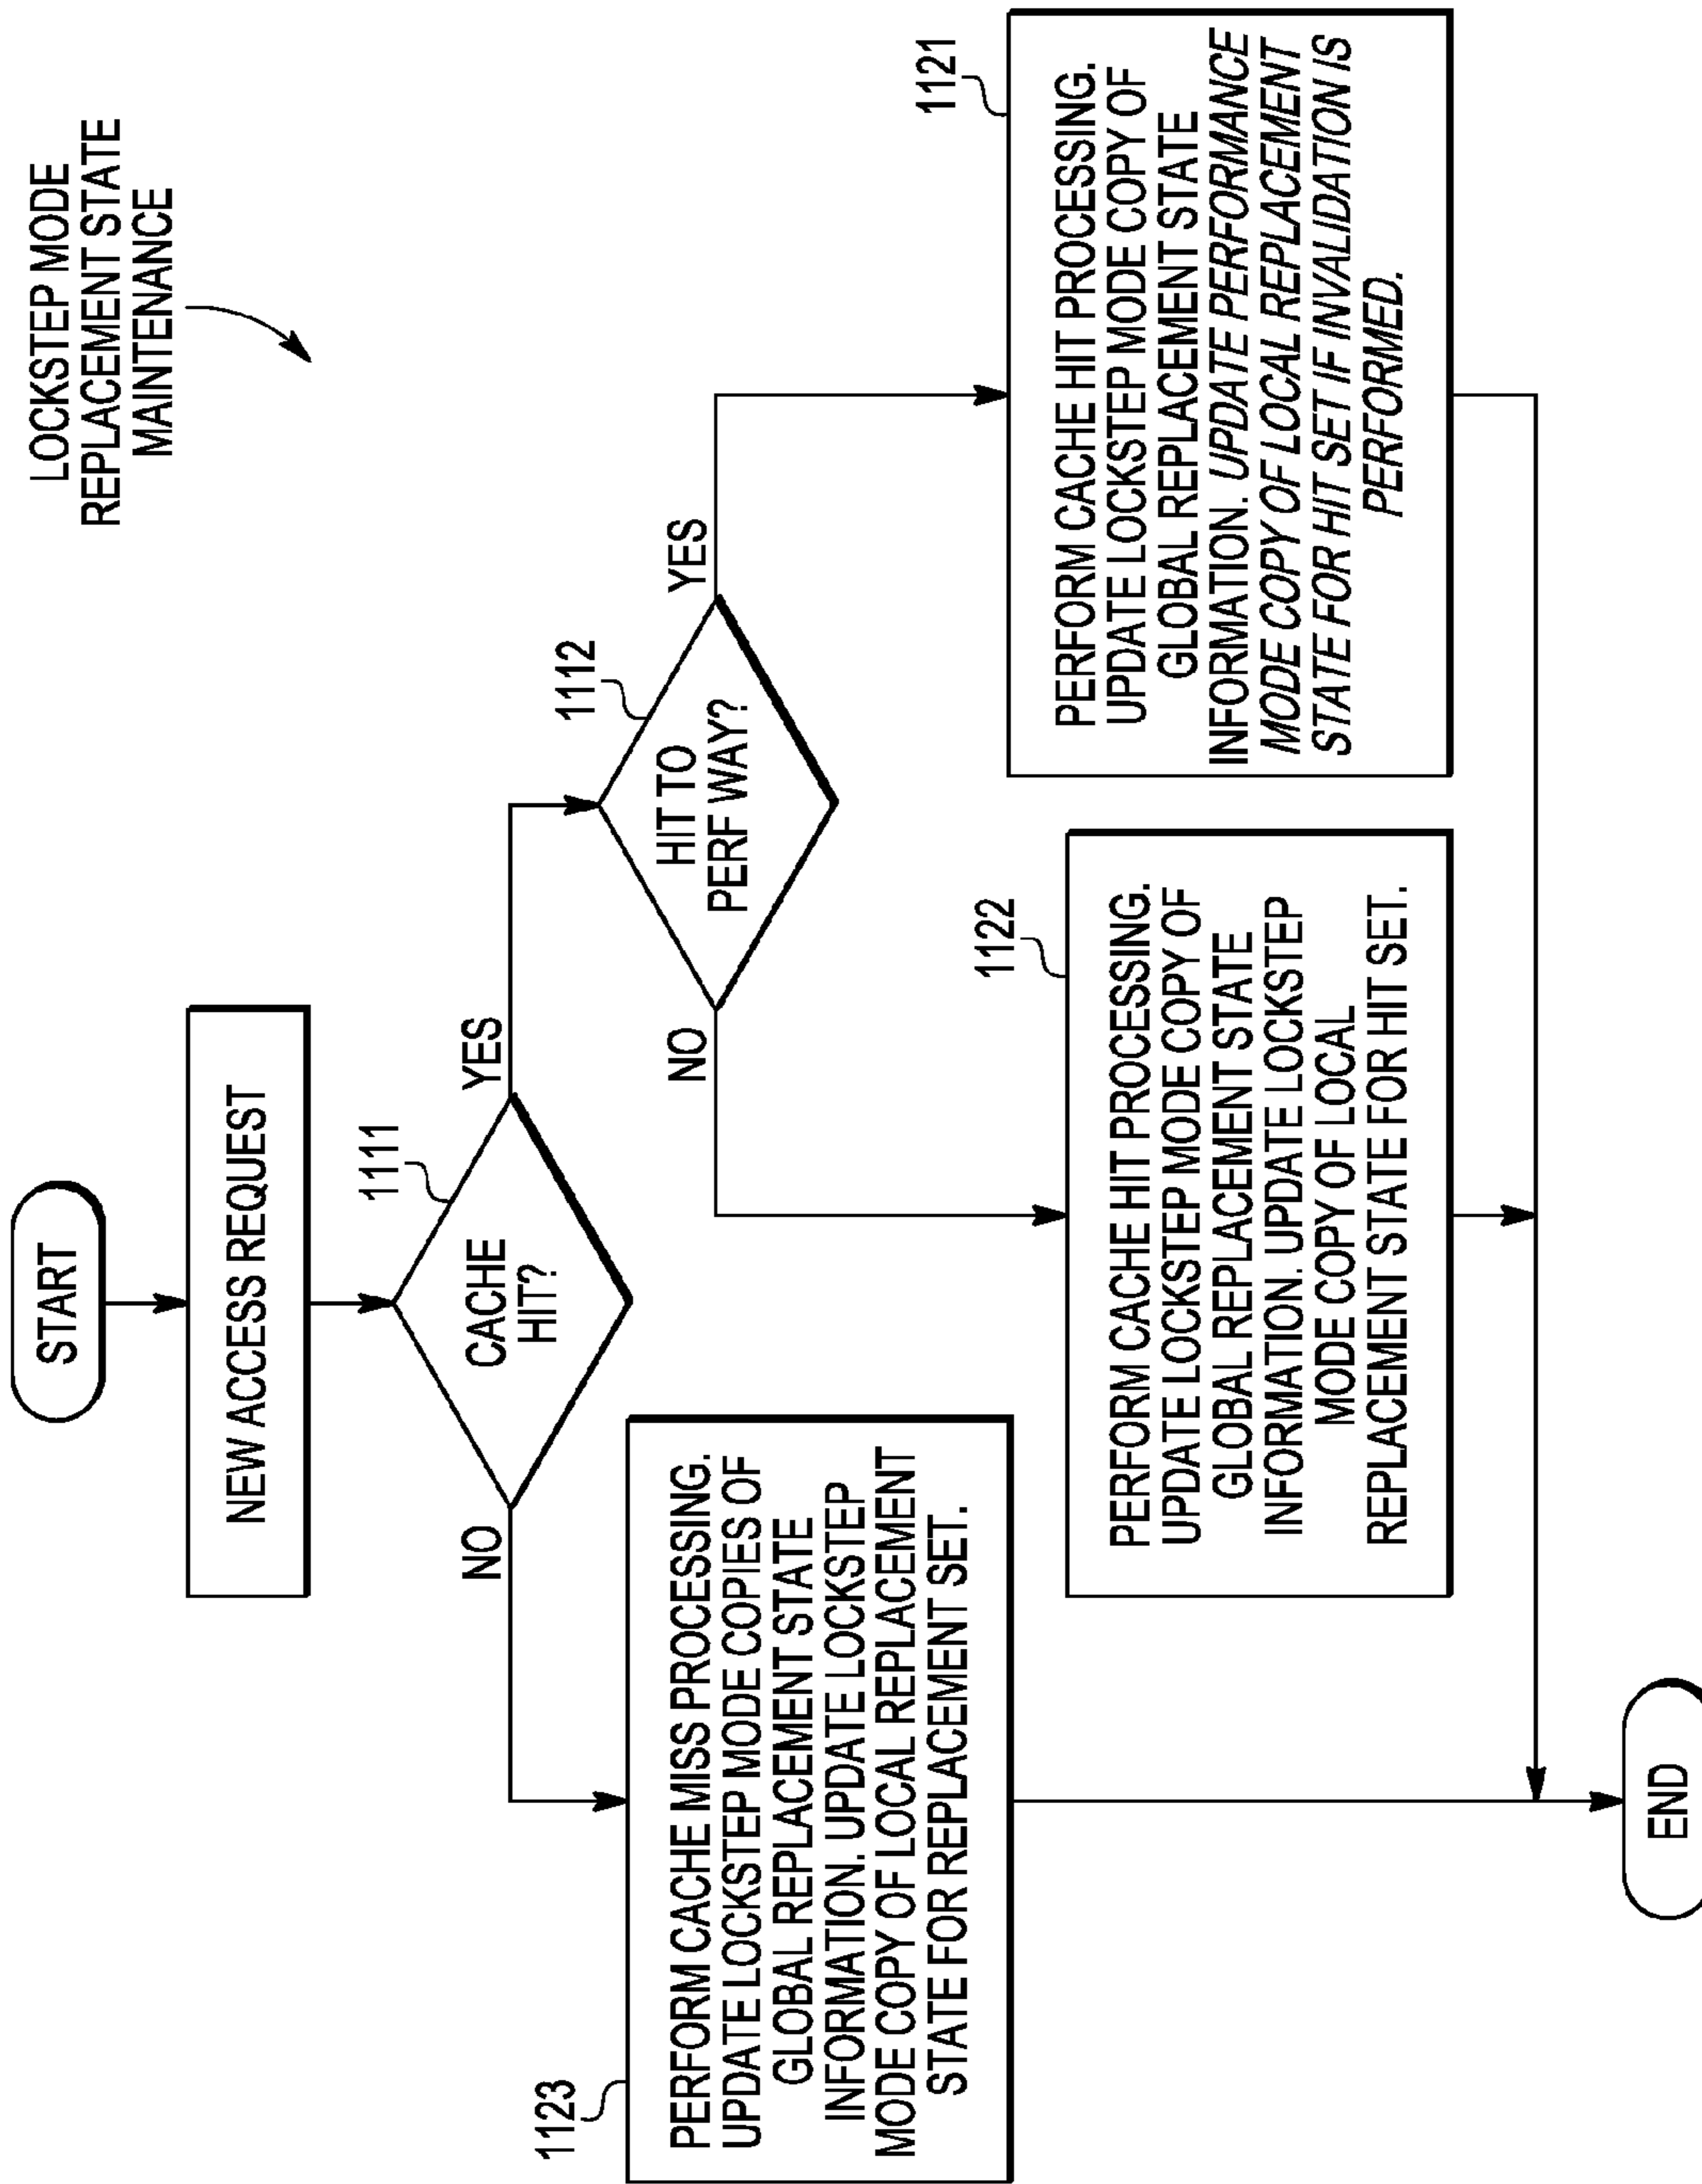 LOCKSTEP MODE
REPLACEMENT STATE
MAINTENANCE
START
NEW ACCESS REQUEST
1111
CACHE
HIT?
NO
YES
1112
HIT TO
PERF WAY?
NO
YES
1123
PERFORM CACHE MISS PROCESSING.
UPDATE LOCKSTEP MODE COPIES OF
GLOBAL REPLACEMENT STATE
INFORMATION. UPDATE LOCKSTEP
MODE COPY OF LOCAL REPLACEMENT
STATE FOR REPLACEMENT SET.
1122
PERFORM CACHE HIT PROCESSING.
UPDATE LOCKSTEP MODE COPY OF
GLOBAL REPLACEMENT STATE
INFORMATION. UPDATE LOCKSTEP
MODE COPY OF LOCAL
REPLACEMENT STATE FOR HIT SET.
1121
PERFORM CACHE HIT PROCESSING.
UPDATE LOCKSTEP MODE COPY OF
GLOBAL REPLACEMENT STATE
INFORMATION. UPDATE PERFORMANCE
MODE COPY OF LOCAL REPLACEMENT
STATE FOR HIT SET IF INVALIDATION IS
PERFORMED.
END